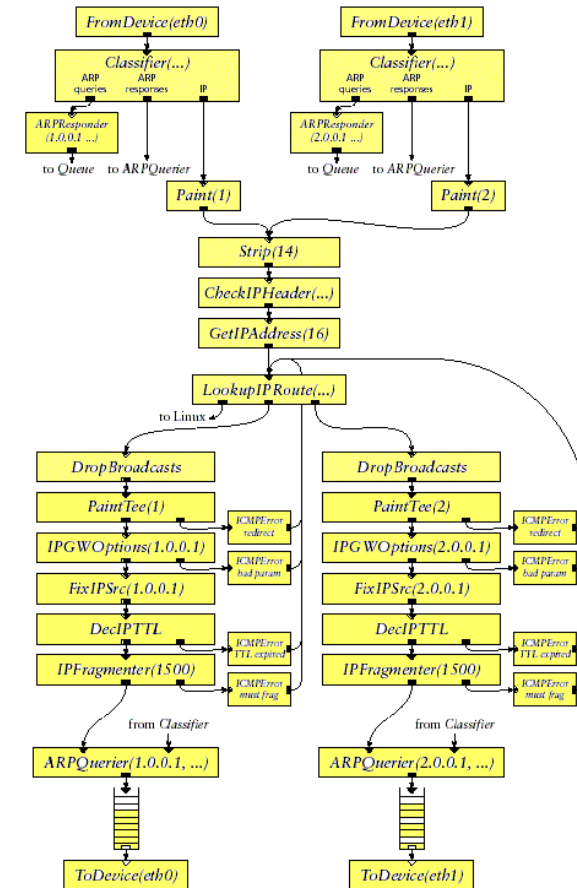 FromDevice(eth0)
FromDevice(eth1)
Classifier(...)
ARP
queries
ARP
responses
IP
Classifier(...)
ARP
queries
ARP
responses
IP
ARPResponder
(1.0.0.1 ...)
ARPResponder
(2.0.0.1 ...)
to Queue
to ARPQuerier
to Queue
to ARPQuerier
Paint(1)
Paint(2)
Strip(14)
CheckIPHeader(...)
GetIPAddress(16)
LookupIPRoute(...)
to Linux
DropBroadcasts
DropBroadcasts
PaintTee(1)
PaintTee(2)
ICMPError
redirect
ICMPError
redirect
IPGWOptions(1.0.0.1)
IPGWOptions(2.0.0.1)
ICMPError
bad param
ICMPError
bad param
FixIPSrc(1.0.0.1)
FixIPSrc(2.0.0.1)
DecIPTTL
DecIPTTL
ICMPError
TTL expired
ICMPError
TTL expired
IPFragmenter(1500)
IPFragmenter(1500)
ICMPError
must frag
ICMPError
must frag
from Classifier
from Classifier
ARPQuerier(1.0.0.1, ...)
ARPQuerier(2.0.0.1, ...)
ToDevice(eth0)
ToDevice(eth1)